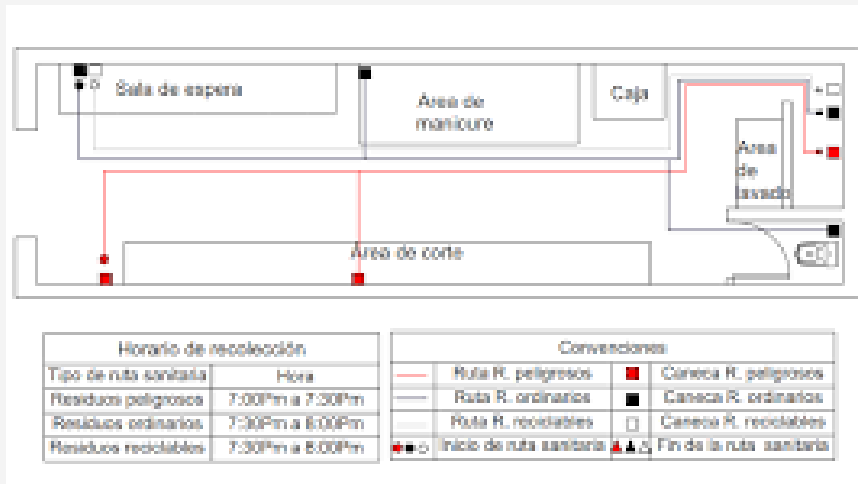 Sala de espera
Area de
manicure
Caja
Area
de
lavado
Área de corte
Horario de recolección
Tipo de ruta sanitaria Hora
Residuos peligrosos 7:00Pm a 7:30Pm
Residuos ordinarios 7:30Pm a 8:00Pm
Residuos reciclables 7:30Pm a 8:00Pm
Convenciones
Ruta R. peligrosos Caneca R. peligrosos
Ruta R. ordinarios Caneca R. ordinarios
Ruta R. reciclables Caneca R. reciclables
Inicio de ruta sanitaria Fin de la ruta sanitaria